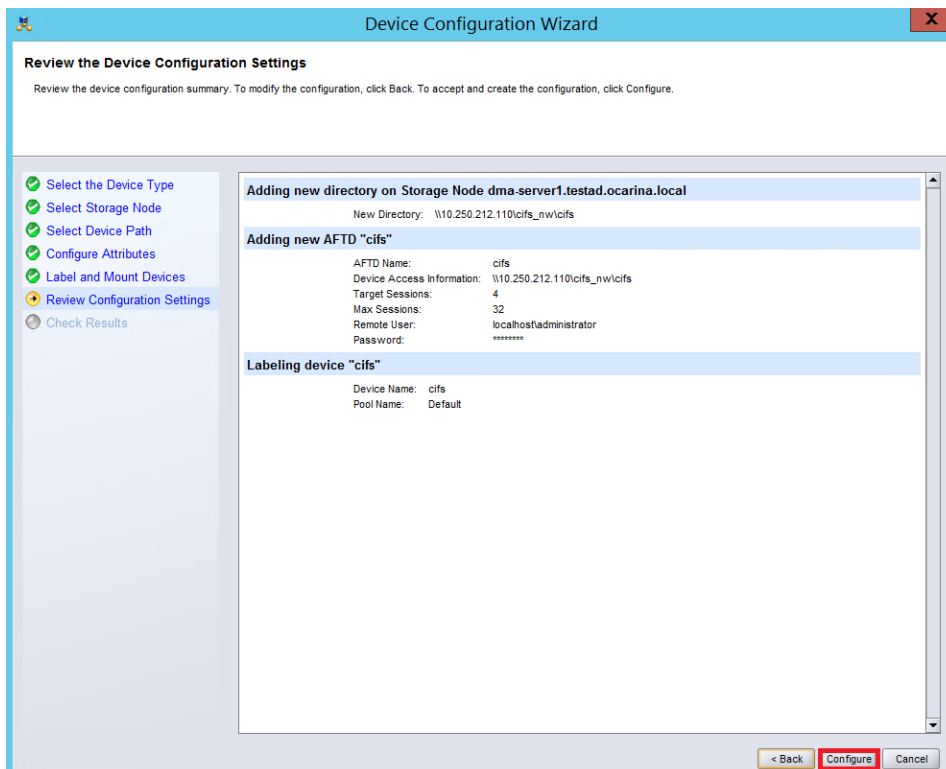 Device Configuration Wizard
X
Review the Device Configuration Settings
Review the device configuration summary. To modify the configuration, click Back. To accept and create the configuration, click Configure.
Select the Device Type
Select Storage Node
Select Device Path
Configure Attributes
Label and Mount Devices
Review Configuration Settings
Check Results
Adding new directory on Storage Node dma-server1.testad.ocarina.local
New Directory: \\10.250.212.110\cifs_nw\cifs
Adding new AFTD "cifs"
AFTD Name: cifs
Device Access Information: \\10.250.212.110\cifs_nw\cifs
Target Sessions: 4
Max Sessions: 32
Remote User: localhost\administrator
Password: ********
Labeling device "cifs"
Device Name: cifs
Pool Name: Default
< Back Configure Cancel